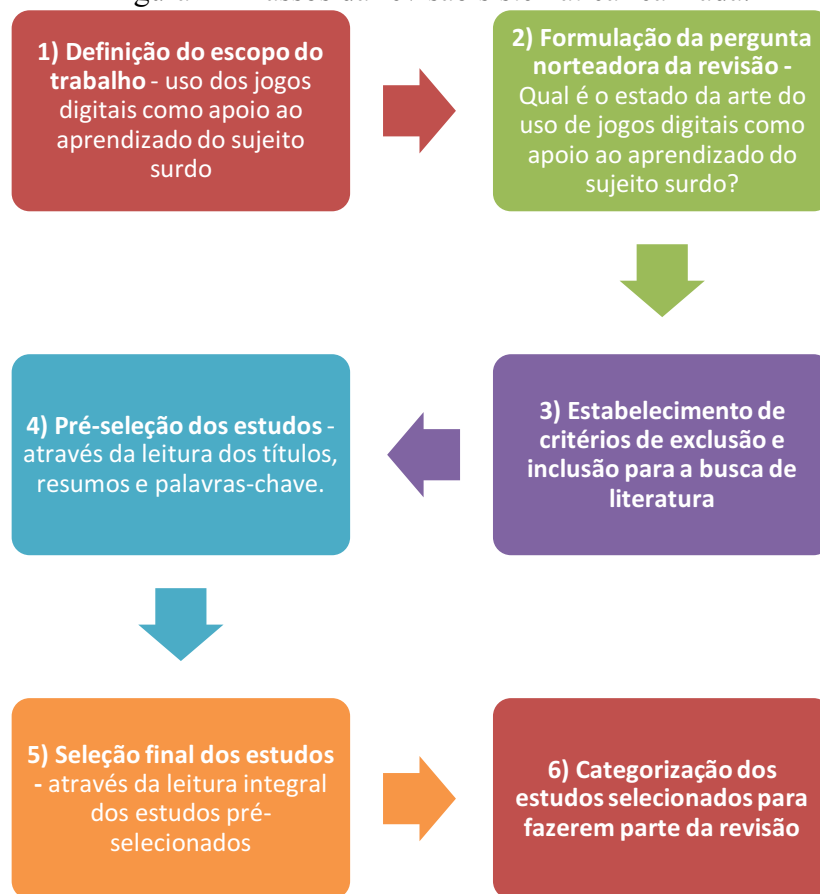 1) Definição do escopo do
trabalho - uso dos jogos
digitais como apoio ao
aprendizado do sujeito
surdo
2) Formulação da pergunta
norteadora da revisão -
Qual é o estado da arte do
uso de jogos digitais como
apoio ao aprendizado do
sujeito surdo?
3) Estabelecimento de
critérios de exclusão e
inclusão para a busca de
literatura
4) Pré-seleção dos estudos -
através da leitura dos títulos,
resumos e palavras-chave.
5) Seleção final dos estudos
- através da leitura integral
dos estudos pré-
selecionados
6) Categorização dos
estudos selecionados para
fazerem parte da revisão